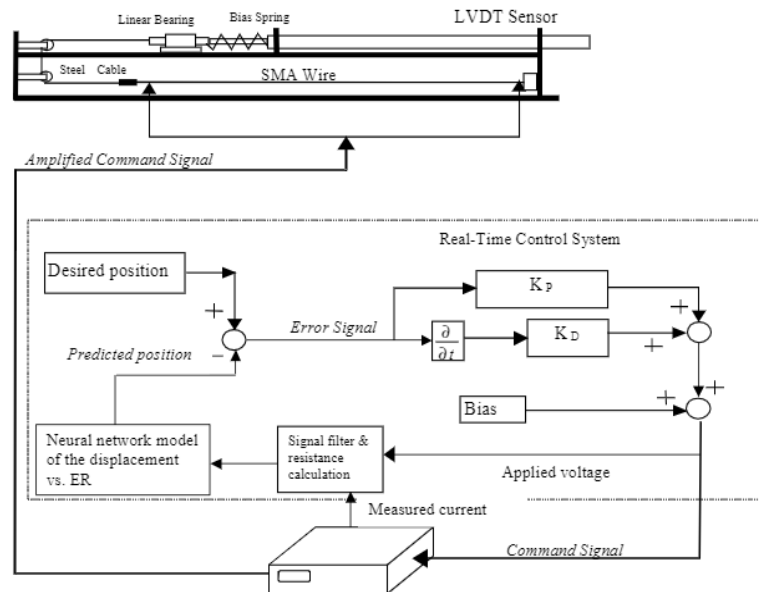 LVDT Sensor
Linear Bearing
Bias Spring
Steel Cable
SMA Wire
Amplified Command Signal
Real-Time Control System
Desired position
+
−
Error Signal
Predicted position
K P
∂
∂t
K D
+
+
+
+
Bias
Neural network model
of the displacement
vs. ER
Signal filter &
resistance
calculation
Applied voltage
Measured current
Command Signal